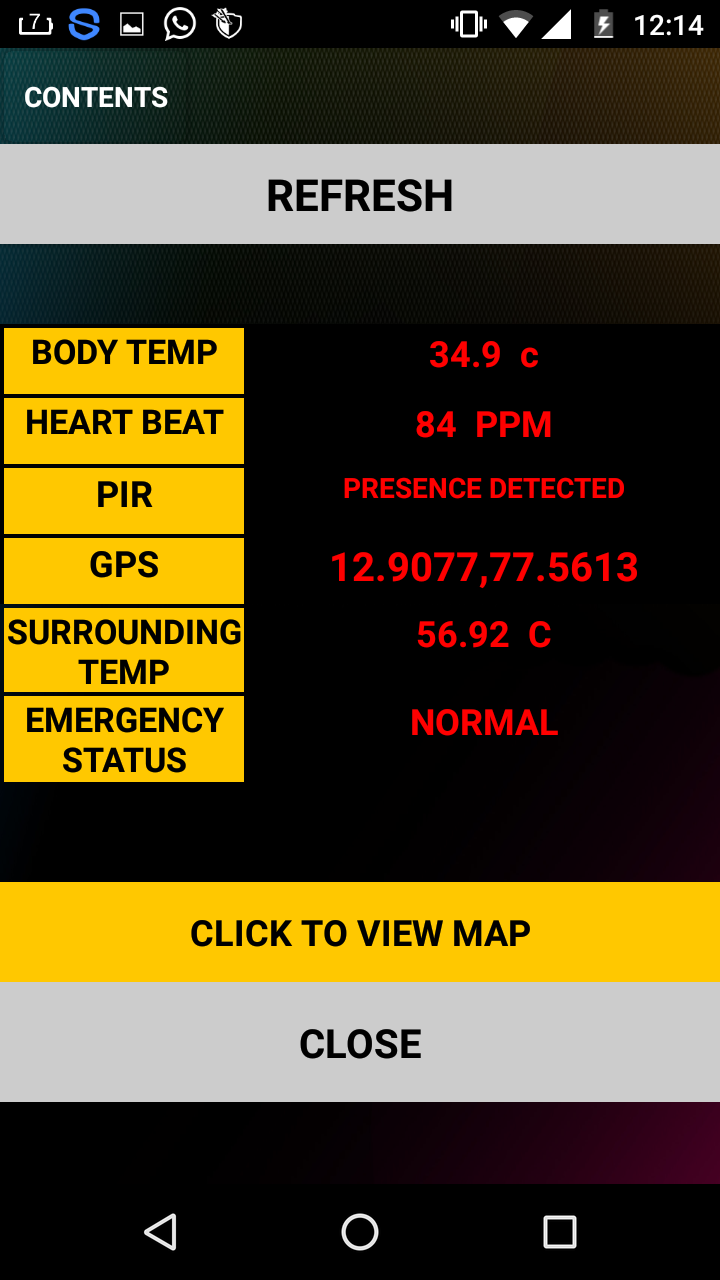 7
12:14
CONTENTS
REFRESH
BODY TEMP
34.9 c
HEART BEAT
84 PPM
PIR
PRESENCE DETECTED
GPS
12.9077,77.5613
SURROUNDING
TEMP
56.92 C
EMERGENCY
STATUS
NORMAL
CLICK TO VIEW MAP
CLOSE